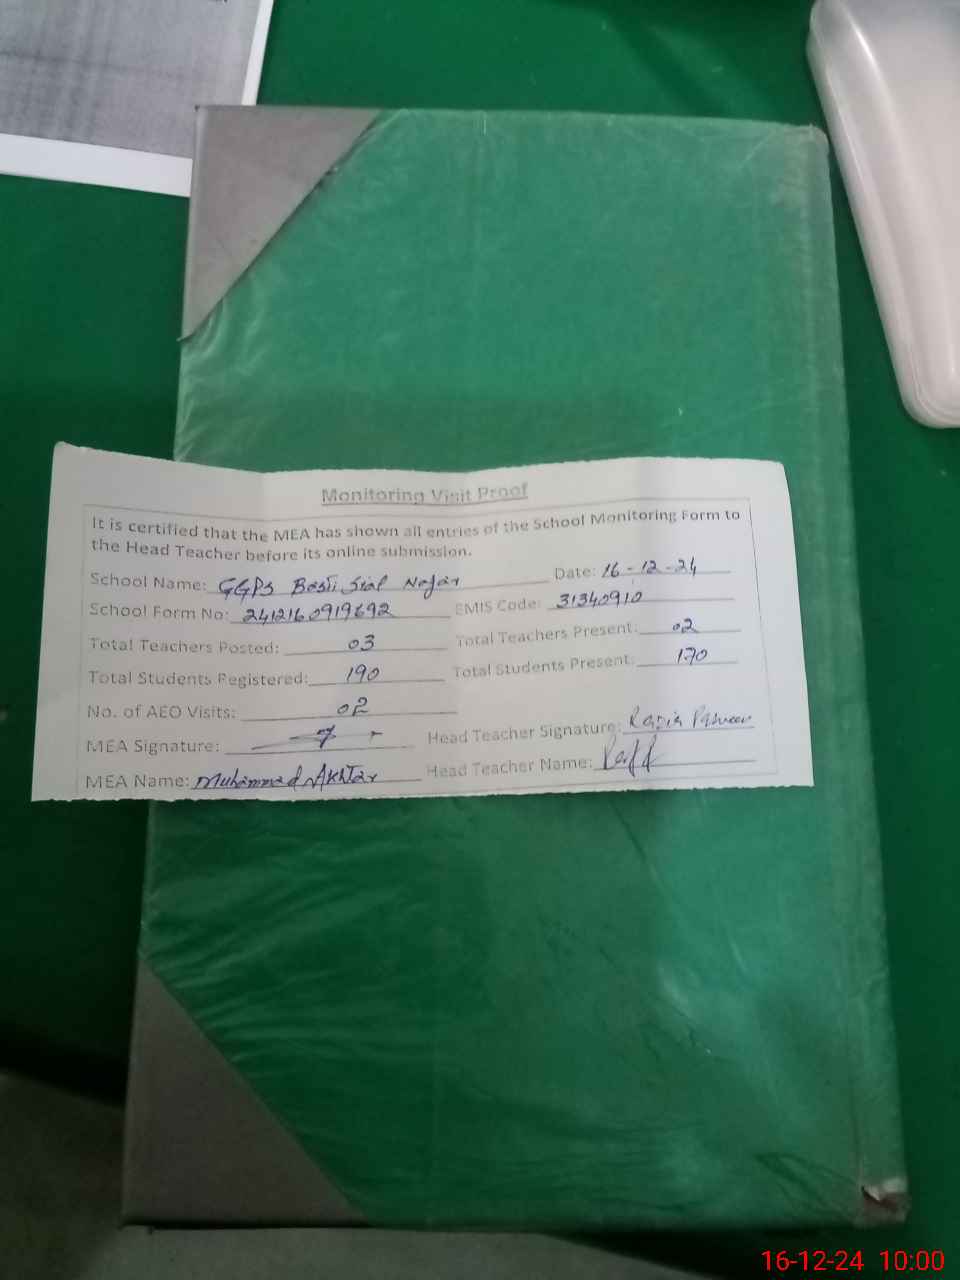 Monitoring Visit Proof
It is certified that the MEA has shown all entries of the School Monitoring Form to
the Head Teacher before its online submission.
School Name: GGPS Basti Sial Nagar Date: 16-12-24
School Form No: 2412160919692 EMIS Code: 31340910
Total Teachers Posted: 03 Total Teachers Present: 02
Total Students Registered: 190 Total Students Present: 170
No. of AEO Visits: 02
MEA Signature: Head Teacher Signature: Razia Parveen
MEA Name: Muhammad Akhtar Head Teacher Name:
16-12-24 10:00